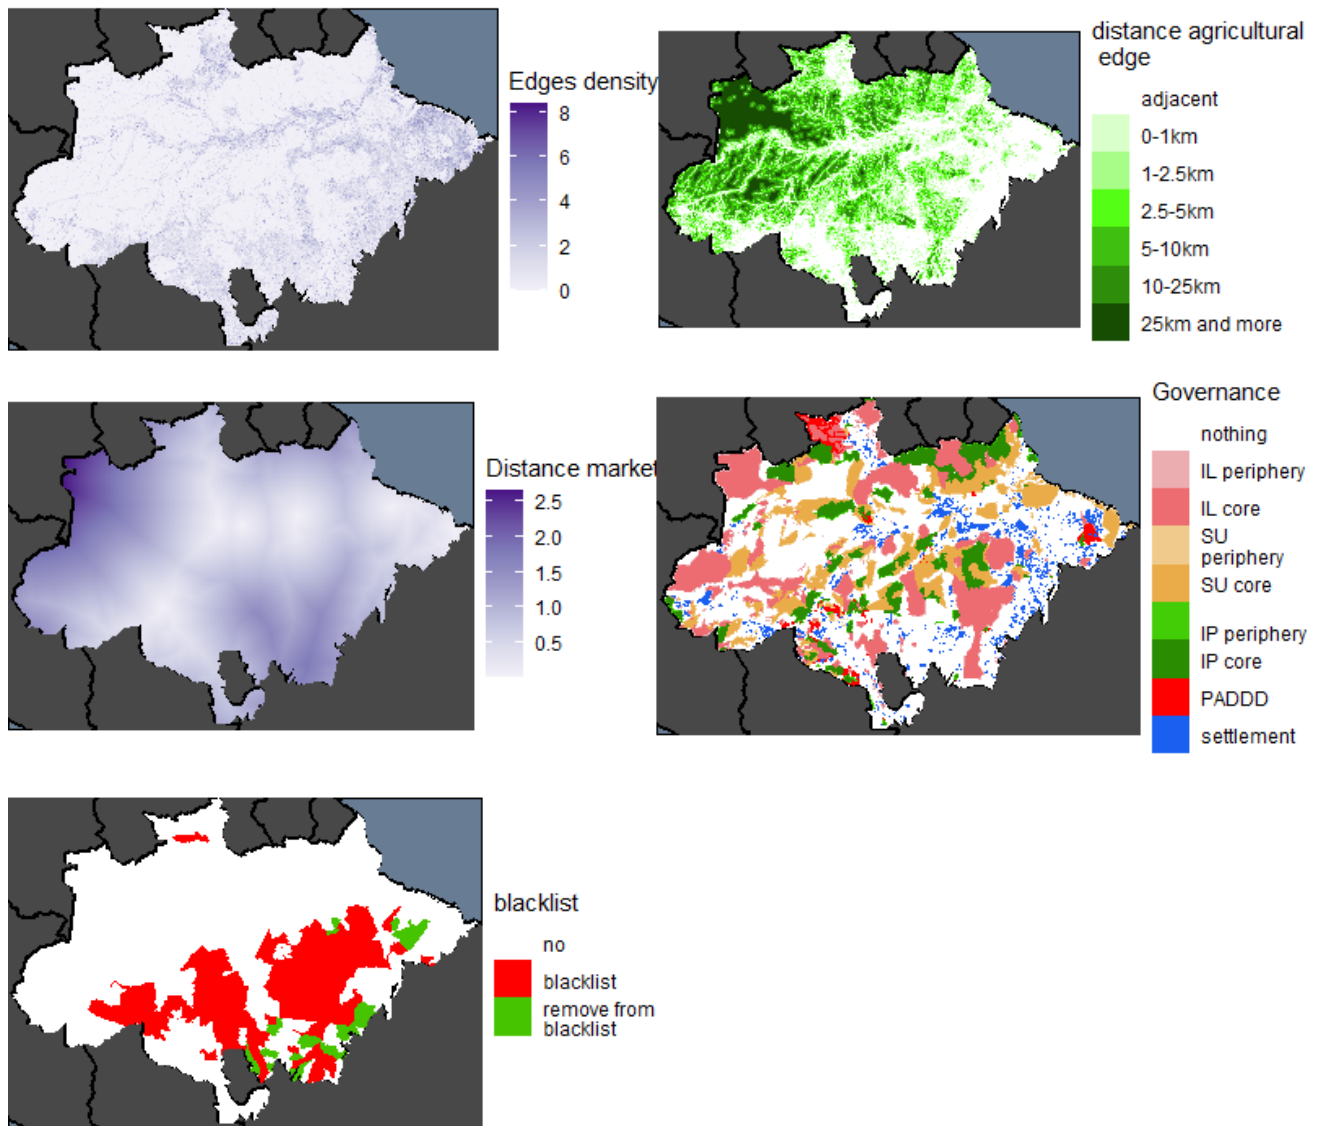 Edges density
8
6
4
2
0
distance agricultural
edge
adjacent
0-1km
1-2.5km
2.5-5km
5-10km
10-25km
25km and more
Distance market
2.5
2.0
1.5
1.0
0.5
Governance
nothing
IL periphery
IL core
SU
periphery
SU core
IP periphery
IP core
PADDD
settlement
blacklist
no
blacklist
remove from
blacklist